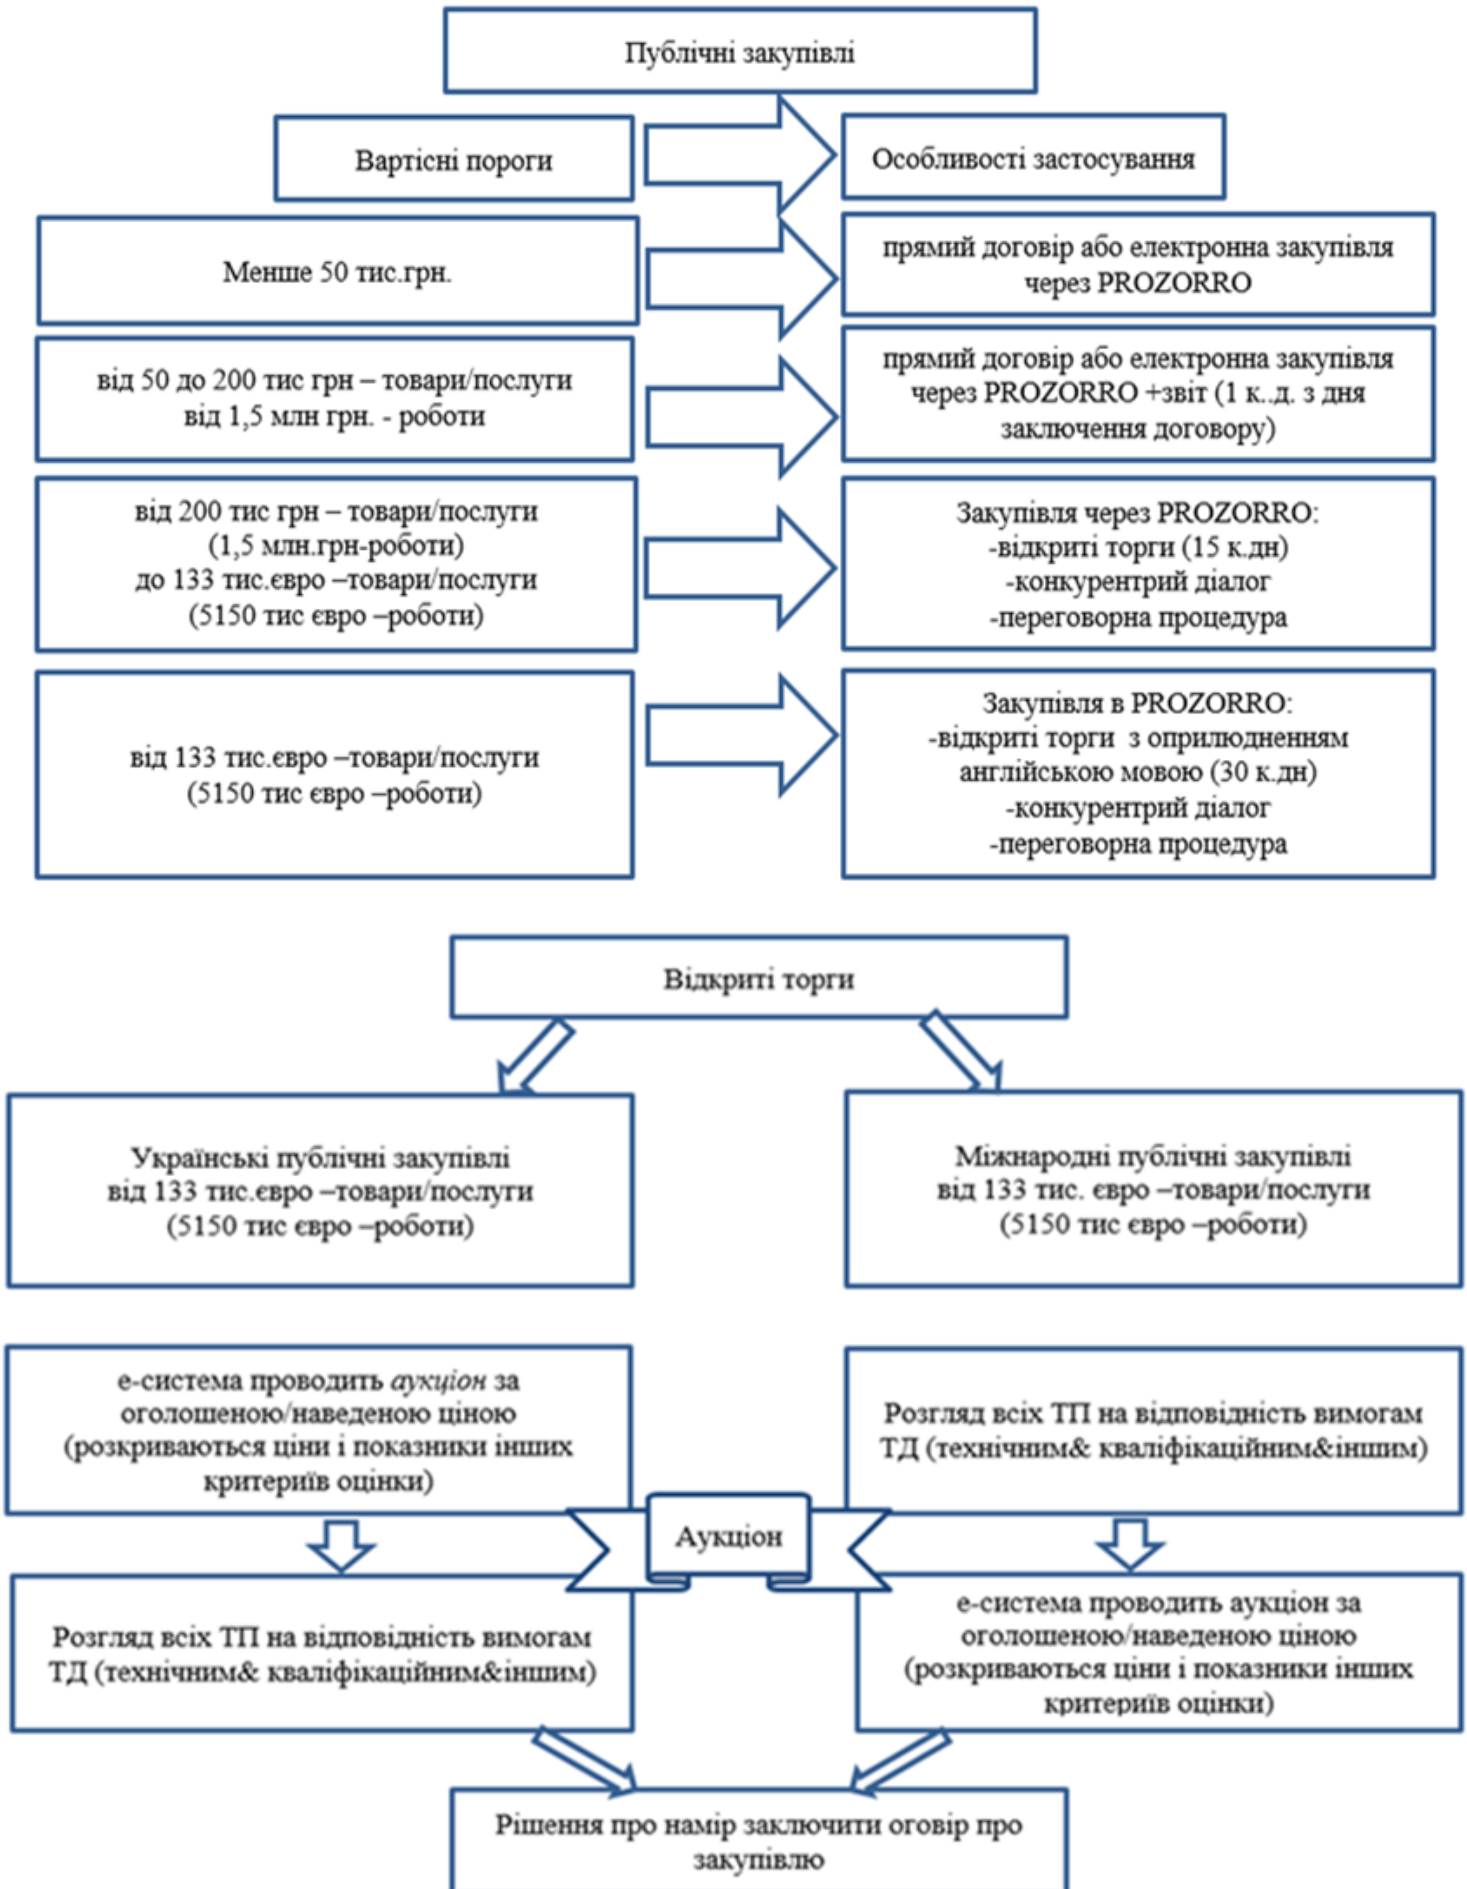 Публічні закупівлі
Вартісні пороги
Особливості застосування
Менше 50 тис.грн.
прямий договір або електронна закупівля
через PROZORRO
від 50 до 200 тис грн – товари/послуги
від 1,5 млн грн. - роботи
прямий договір або електронна закупівля
через PROZORRO +звіт (1 к..д. з дня
заключення договору)
від 200 тис грн – товари/послуги
(1,5 млн.грн-роботи)
до 133 тис.євро –товари/послуги
(5150 тис євро –роботи)
Закупівля через PROZORRO:
-відкриті торги (15 к.дн)
-конкурентрий діалог
-переговорна процедура
від 133 тис.євро –товари/послуги
(5150 тис євро –роботи)
Закупівля в PROZORRO:
-відкриті торги з оприлюдненням
англійською мовою (30 к.дн)
-конкурентрий діалог
-переговорна процедура
Відкриті торги
Українські публічні закупівлі
від 133 тис.євро –товари/послуги
(5150 тис євро –роботи)
Міжнародні публічні закупівлі
від 133 тис. євро –товари/послуги
(5150 тис євро –роботи)
е-система проводить аукціон за
оголошеною/наведеною ціною
(розкриваються ціни і показники інших
критериїв оцінки)
Розгляд всіх ТП на відповідність вимогам
ТД (технічним& кваліфікаційним&іншим)
Аукціон
Розгляд всіх ТП на відповідність вимогам
ТД (технічним& кваліфікаційним&іншим)
е-система проводить аукціон за
оголошеною/наведеною ціною
(розкриваються ціни і показники інших
критериїв оцінки)
Рішення про намір заключити оговір про
закупівлю